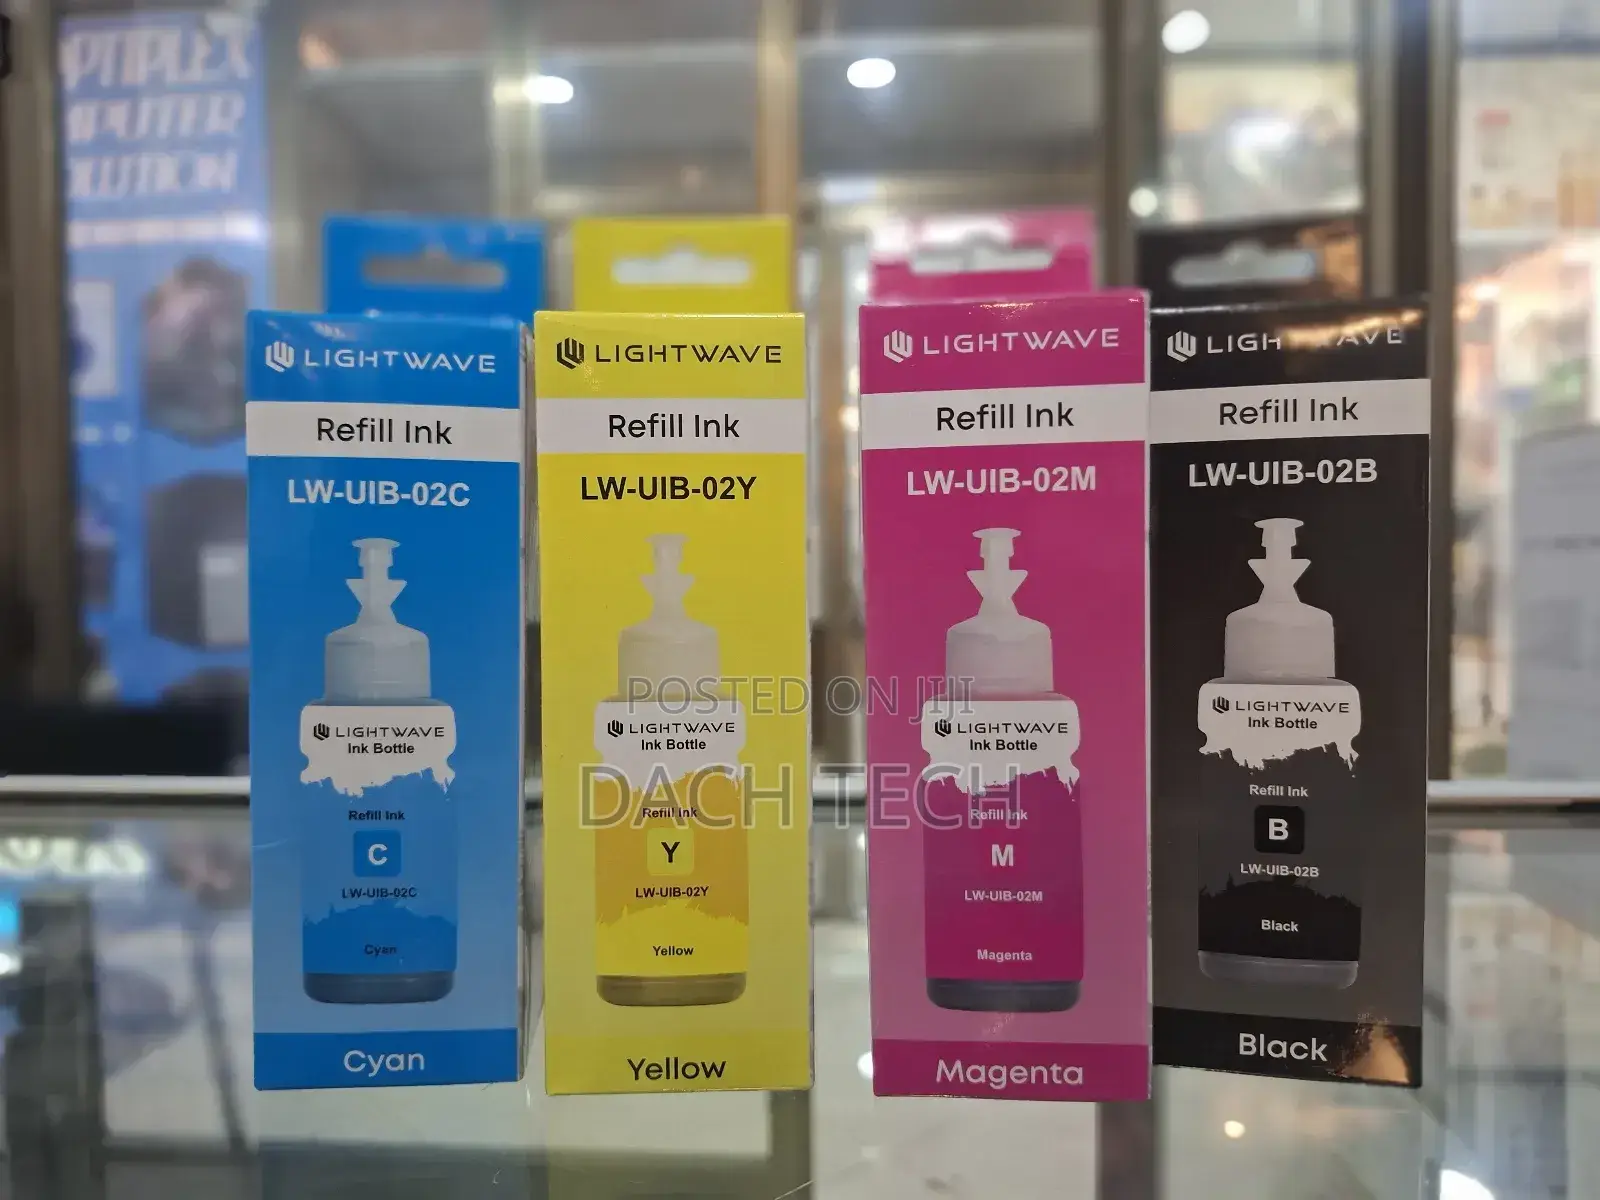 LIGHTWAVE
Refill Ink
LW-UIB-02C
LIGHTWAVE
Ink Bottle
Refill Ink
C
LW-UIB-02C
Cyan
Cyan
LIGHTWAVE
Refill Ink
LW-UIB-02Y
LIGHTWAVE
Ink Bottle
Refill Ink
Y
LW-UIB-02Y
Yellow
Yellow
LIGHTWAVE
Refill Ink
LW-UIB-02M
LIGHTWAVE
Ink Bottle
Refill Ink
M
LW-UIB-02M
Magenta
Magenta
LIGHTWAVE
Refill Ink
LW-UIB-02B
LIGHTWAVE
Ink Bottle
Refill Ink
B
LW-UIB-02B
Black
Black
POSTED ON JIJI
DACH TECH